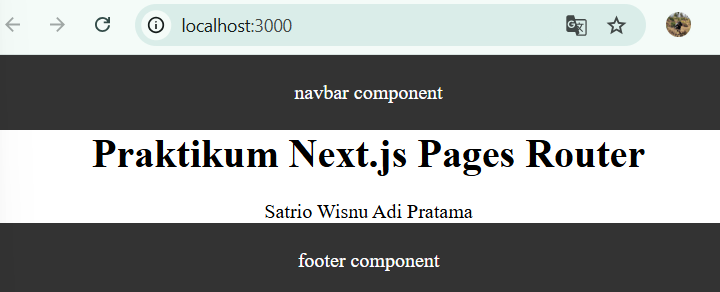 localhost:3000
navbar component
Praktikum Next.js Pages Router
Satrio Wisnu Adi Pratama
footer component